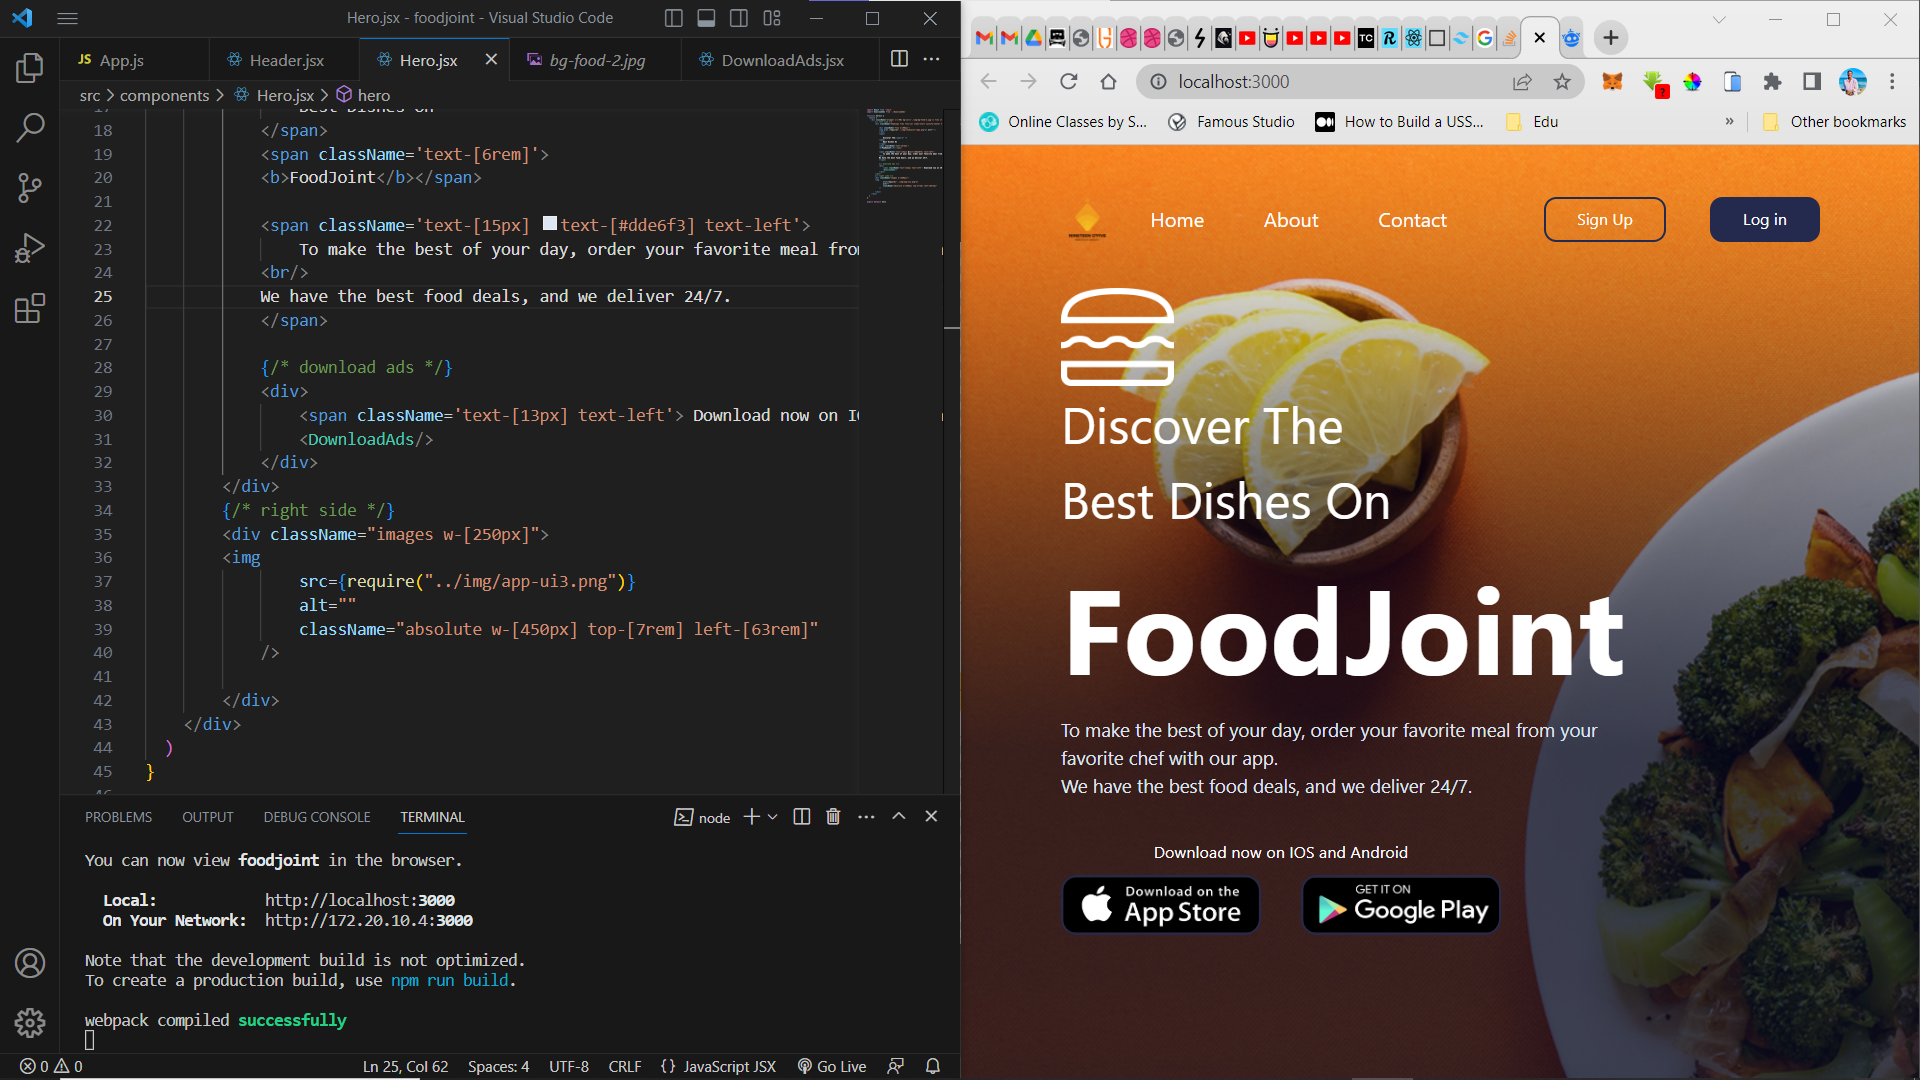 Hero.jsx - foodjoint - Visual Studio Code
JS App.js
Header.jsx
Hero.jsx
bg-food-2.jpg
DownloadAds.jsx
src > components > Hero.jsx > hero
18 </span>
19 <span className='text-[6rem]'>
20 <b>FoodJoint</b></span>
21
22 <span className='text-[15px] text-[#dde6f3] text-left'>
23 To make the best of your day, order your favorite meal from
24 <br/>
25 We have the best food deals, and we deliver 24/7.
26 </span>
27
28 {/* download ads */}
29 <div>
30 <span className='text-[13px] text-left'> Download now on IO
31 <DownloadAds/>
32 </div>
33 </div>
34 {/* right side */}
35 <div className="images w-[250px]">
36 <img
37 src={require("../img/app-ui3.png")}
38 alt=""
39 className="absolute w-[450px] top-[7rem] left-[63rem]"
40 />
41
42 </div>
43 </div>
44 )
45 }
PROBLEMS OUTPUT DEBUG CONSOLE TERMINAL
node
You can now view foodjoint in the browser.
Local: http://localhost:3000
On Your Network: http://172.20.10.4:3000
Note that the development build is not optimized.
To create a production build, use npm run build.
webpack compiled successfully
0 0
Ln 25, Col 62
Spaces: 4
UTF-8
CRLF
{} JavaScript JSX
Go Live
TC
localhost:3000
Online Classes by S...
Famous Studio
How to Build a USS...
Edu
»
Other bookmarks
Home
About
Contact
Sign Up
Log in
Discover The
Best Dishes On
FoodJoint
To make the best of your day, order your favorite meal from your
favorite chef with our app.
We have the best food deals, and we deliver 24/7.
Download now on IOS and Android
Download on the
App Store
GET IT ON
Google Play